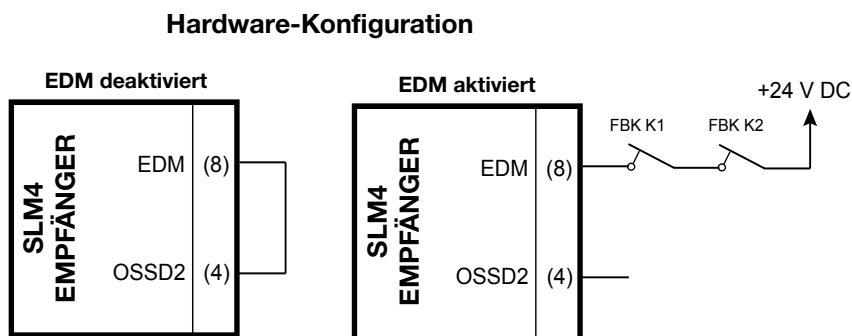 Hardware-Konfiguration
EDM deaktiviert
SLM4
EMPFÄNGER
EDM (8)
OSSD2 (4)
EDM aktiviert
SLM4
EMPFÄNGER
EDM (8)
OSSD2 (4)
FBK K1
FBK K2
+24 V DC